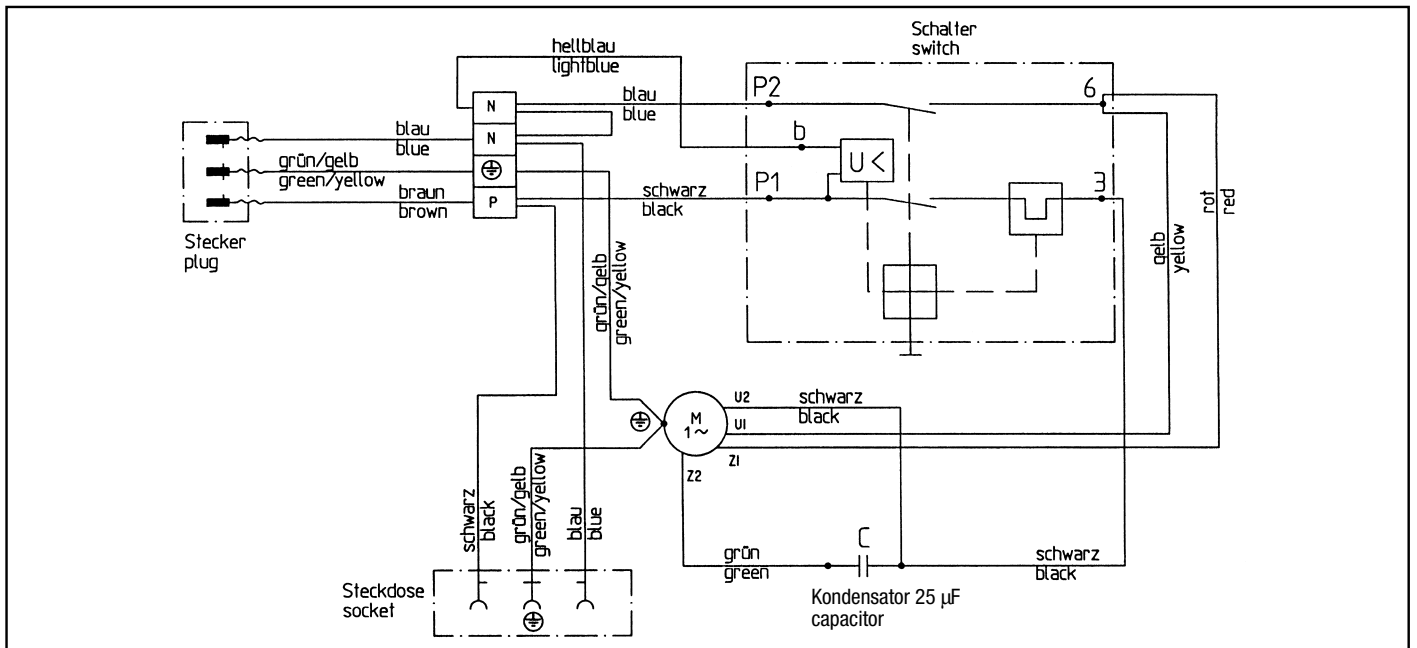 Schalter
switch
hellblau
lightblue
P2
6
N
blau
blue
blau
blue
N
b
U<
grün/gelb
green/yellow
braun
brown
P
schwarz
black
P1
3
rot
red
gelb
yellow
Stecker
plug
grün/gelb
green/yellow
M
1~
U2
schwarz
black
U1
Z1
Z2
schwarz
black
grün/gelb
green/yellow
blau
blue
grün
green
C
schwarz
black
Kondensator 25 µF
capacitor
Steckdose
socket